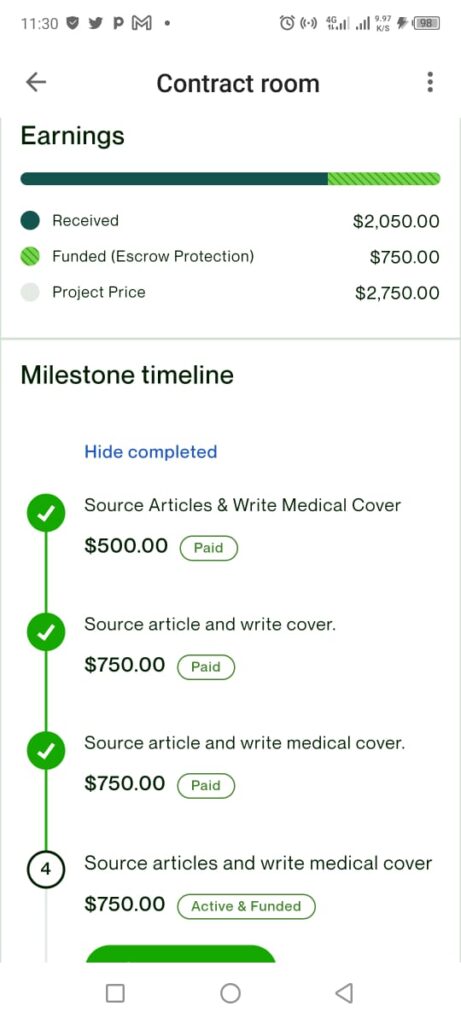 11:30 4G 9.97 K/S 98
Contract room
Earnings
Received $2,050.00
Funded (Escrow Protection) $750.00
Project Price $2,750.00
Milestone timeline
Hide completed
Source Articles & Write Medical Cover
$500.00 Paid
Source article and write cover.
$750.00 Paid
Source article and write medical cover.
$750.00 Paid
4 Source articles and write medical cover
$750.00 Active & Funded